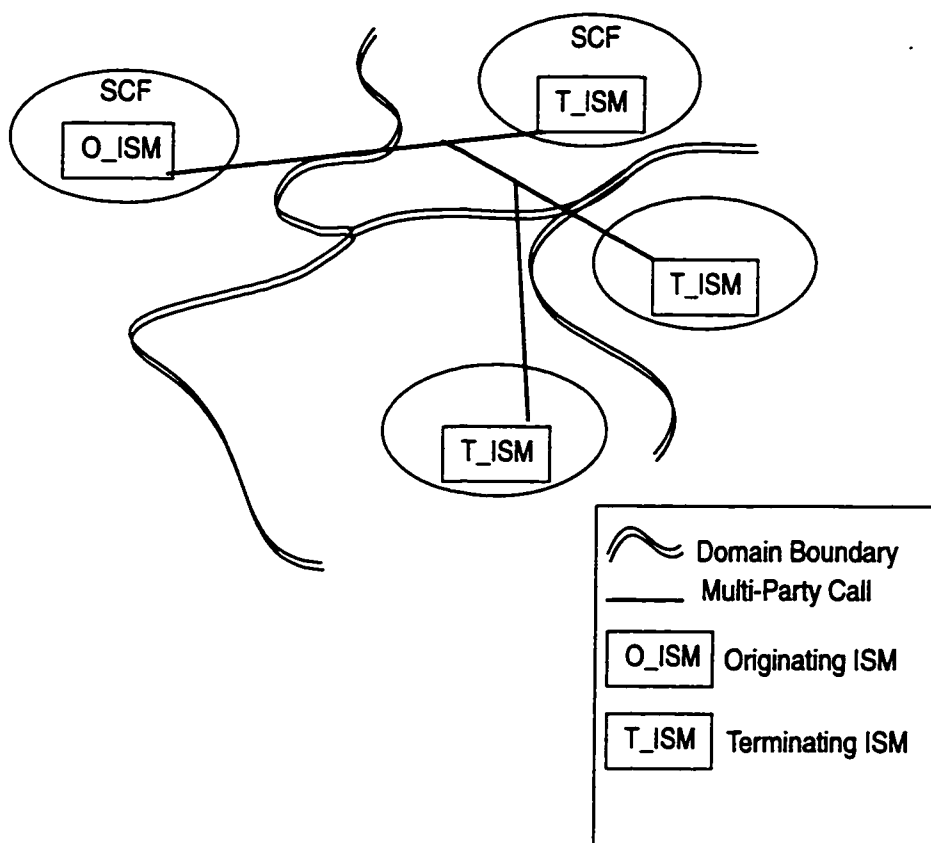 SCF
O_ISM
SCF
T_ISM
T_ISM
T_ISM
Domain Boundary
Multi-Party Call
O_ISM Originating ISM
T_ISM Terminating ISM